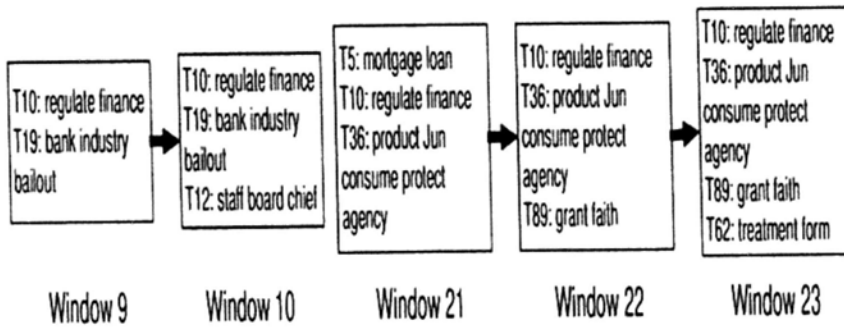 T10: regulate finance
T19: bank industry
bailout
Window 9
T10: regulate finance
T19: bank industry
bailout
T12: staff board chief
Window 10
T5: mortgage loan
T10: regulate finance
T36: product Jun
consume protect
agency
Window 21
T10: regulate finance
T36: product Jun
consume protect
agency
T89: grant faith
Window 22
T10: regulate finance
T36: product Jun
consume protect
agency
T89: grant faith
T62: treatment form
Window 23